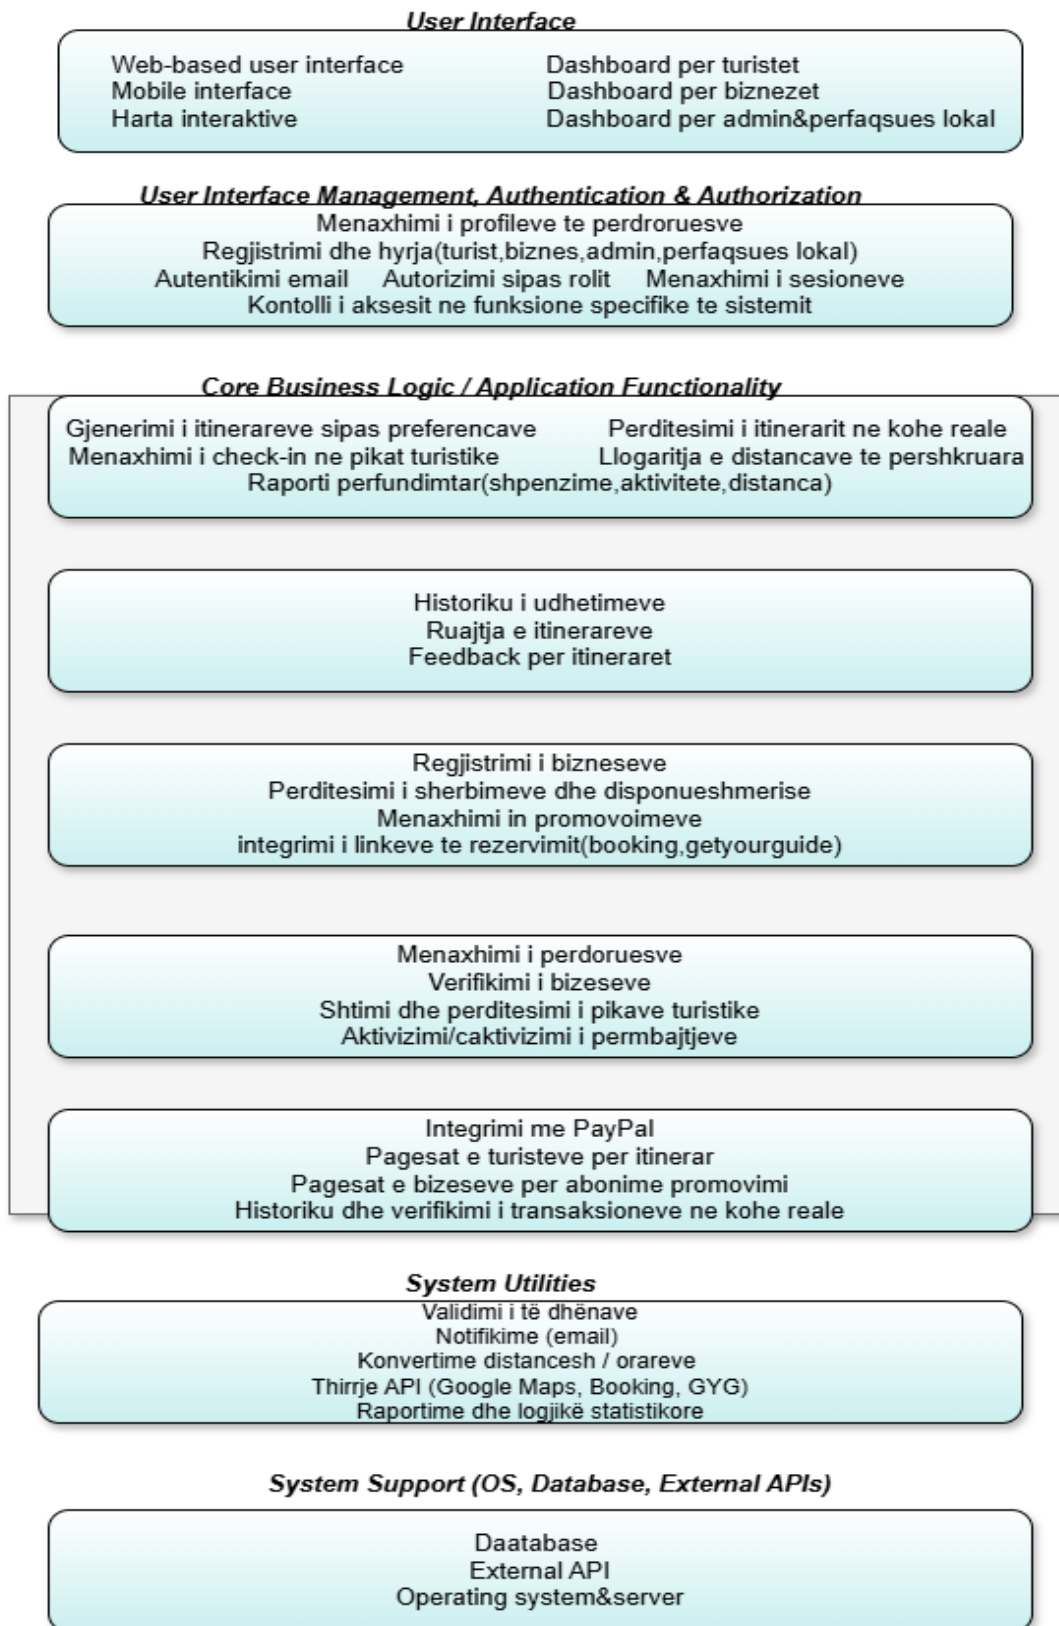 User Interface
Web-based user interface
Mobile interface
Harta interaktive
Dashboard per turistet
Dashboard per biznezet
Dashboard per admin&perfaqsues lokal
User Interface Management, Authentication & Authorization
Menaxhimi i profileve te perdroruesve
Regjistrimi dhe hyrja(turist,biznes,admin,perfaqsues lokal)
Autentikimi email Autorizimi sipas rolit Menaxhimi i sesioneve
Kontolli i aksesit ne funksione specifike te sistemit
Core Business Logic / Application Functionality
Gjenerimi i itinerareve sipas preferencave Perditesimi i itinerarit ne kohe reale
Menaxhimi i check-in ne pikat turistike Llogaritja e distancave te pershkruara
Raporti perfundimtar(shpenzime,aktivitete,distanca)
Historiku i udhetimeve
Ruajtja e itinerareve
Feedback per itineraret
Regjistrimi i bizneseve
Perditesimi i sherbimeve dhe disponueshmerise
Menaxhimi in promovoimeve
integrimi i linkeve te rezervimit(booking,getyourguide)
Menaxhimi i perdoruesve
Verifikimi i bizeseve
Shtimi dhe perditesimi i pikave turistike
Aktivizimi/caktivizimi i permbajtjeve
Integrimi me PayPal
Pagesat e turisteve per itinerar
Pagesat e bizeseve per abonime promovimi
Historiku dhe verifikimi i transaksioneve ne kohe reale
System Utilities
Validimi i të dhënave
Notifikime (email)
Konvertime distancesh / orareve
Thirrje API (Google Maps, Booking, GYG)
Raportime dhe logjikë statistikore
System Support (OS, Database, External APIs)
Daatabase
External API
Operating system&server